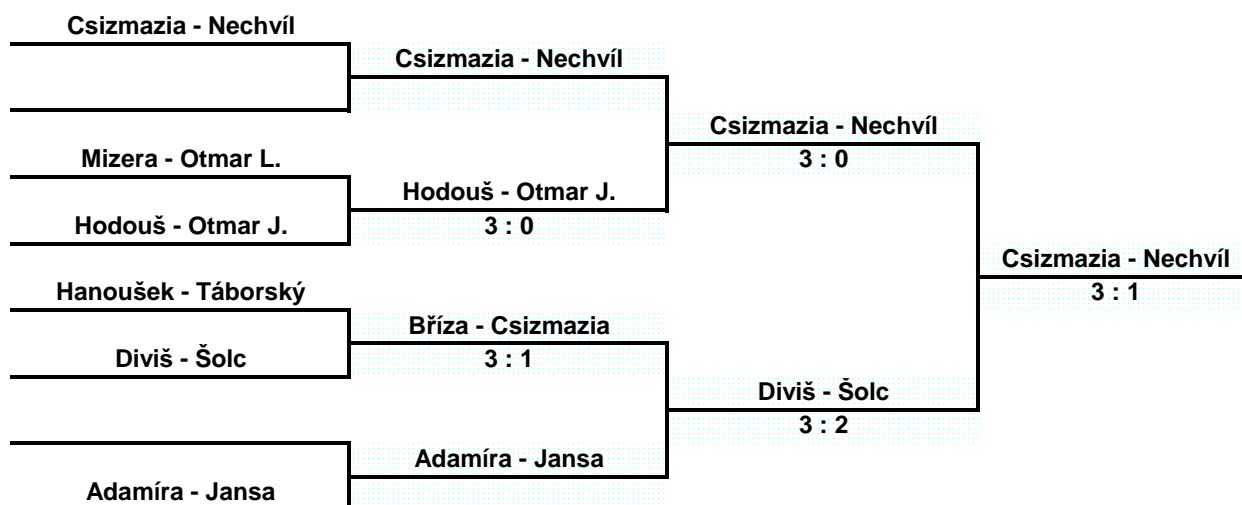 Csizmazia - Nechvíl
Csizmazia - Nechvíl
Csizmazia - Nechvíl
3 : 0
Mizera - Otmar L.
Hodouš - Otmar J.
3 : 0
Hodouš - Otmar J.
Csizmazia - Nechvíl
3 : 1
Hanoušek - Táborský
Bříza - Csizmazia
3 : 1
Diviš - Šolc
Diviš - Šolc
3 : 2
Adamíra - Jansa
Adamíra - Jansa